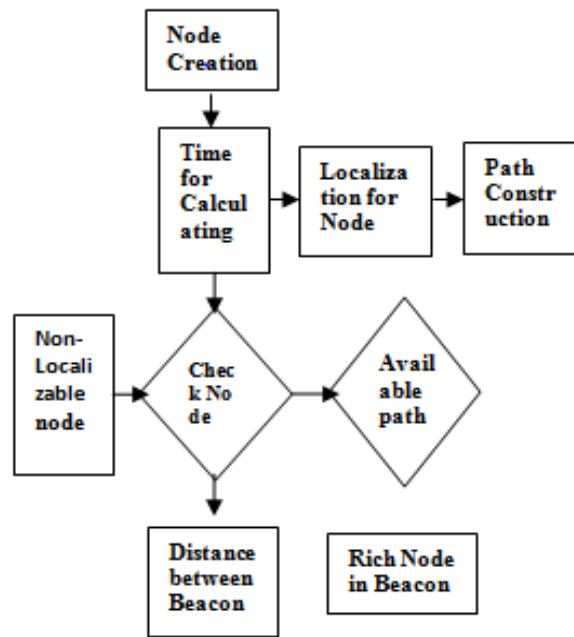 Node
Creation
Time
for
Calcul
ating
Localiza
tion for
Node
Path
Constr
uction
Non-
Locali
zable
node
Chec
k No
de
Avail
able
path
Distance
between
Beacon
Rich Node
in Beacon